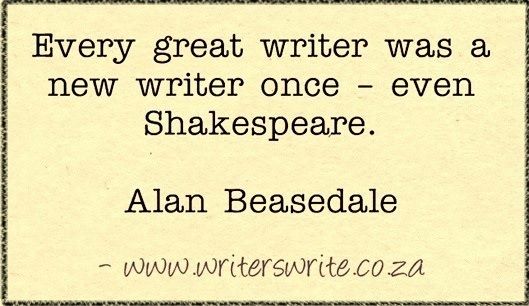 Every great writer was a
new writer once – even
Shakespeare.
Alan Beasedale
- www.writerswrite.co.za